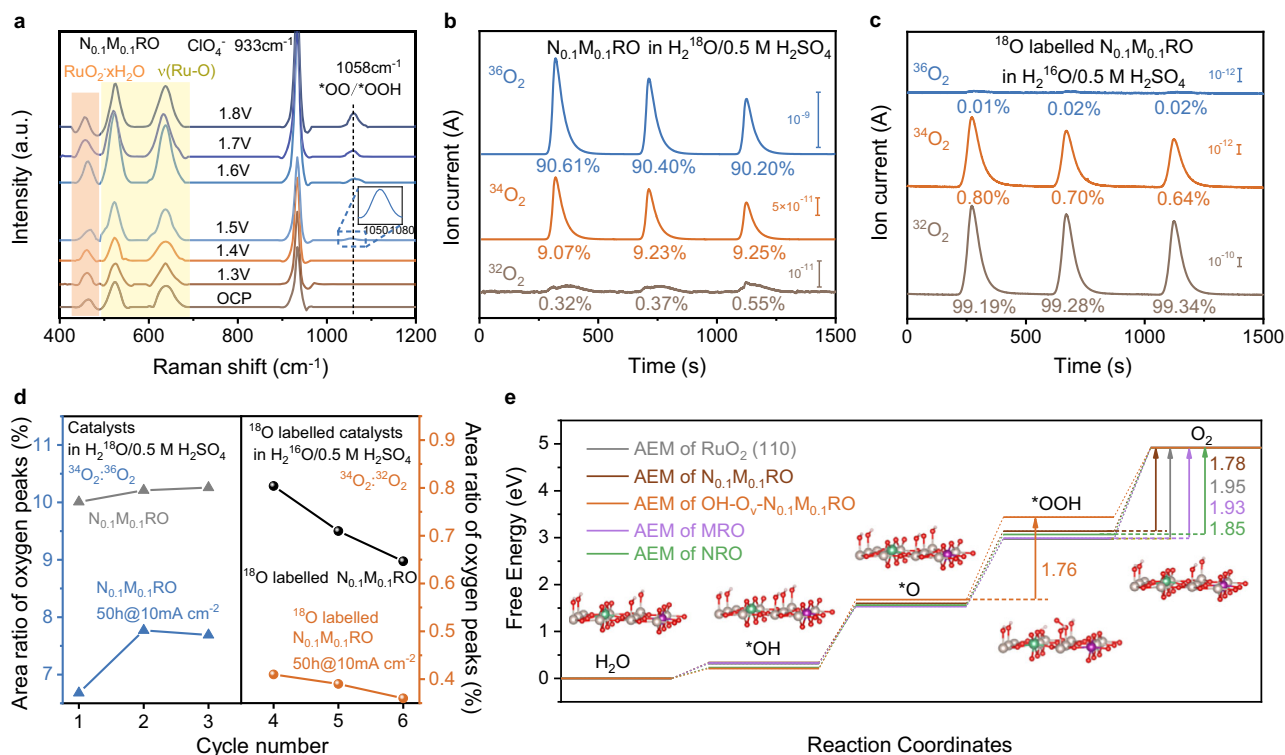 a
N0.1M0.1RO
ClO4- 933cm-1
RuO2·xH2O
ν(Ru-O)
1058cm-1
*OO/*OOH
1.8V
1.7V
1.6V
1.5V
1.4V
1.3V
OCP
1050
1080
400
600
800
1000
1200
Intensity (a.u.)
Raman shift (cm-1)
b
N0.1M0.1RO in H218O/0.5 M H2SO4
36O2
10-9
90.61%
90.40%
90.20%
34O2
5×10-11
9.07%
9.23%
9.25%
32O2
10-11
0.32%
0.37%
0.55%
0
500
1000
1500
Ion current (A)
Time (s)
c
18O labelled N0.1M0.1RO
in H216O/0.5 M H2SO4
36O2
10-12
0.01%
0.02%
0.02%
34O2
10-12
0.80%
0.70%
0.64%
32O2
10-10
99.19%
99.28%
99.34%
0
500
1000
1500
Ion current (A)
Time (s)
d
Catalysts
in H218O/0.5 M H2SO4
34O2:36O2
N0.1M0.1RO
N0.1M0.1RO
50h@10mA cm-2
18O labelled catalysts
in H216O/0.5 M H2SO4
34O2:32O2
18O labelled N0.1M0.1RO
18O labelled
N0.1M0.1RO
50h@10mA cm-2
11
10
9
8
7
6
0.9
0.8
0.7
0.6
0.5
0.4
1
2
3
4
5
6
Area ratio of oxygen peaks (%)
Area ratio of oxygen peaks (%)
Cycle number
e
AEM of RuO2 (110)
AEM of N0.1M0.1RO
AEM of OH-Ov-N0.1M0.1RO
AEM of MRO
AEM of NRO
H2O
*OH
*O
*OOH
O2
1.76
1.78
1.95
1.93
1.85
5
4
3
2
1
0
Free Energy (eV)
Reaction Coordinates